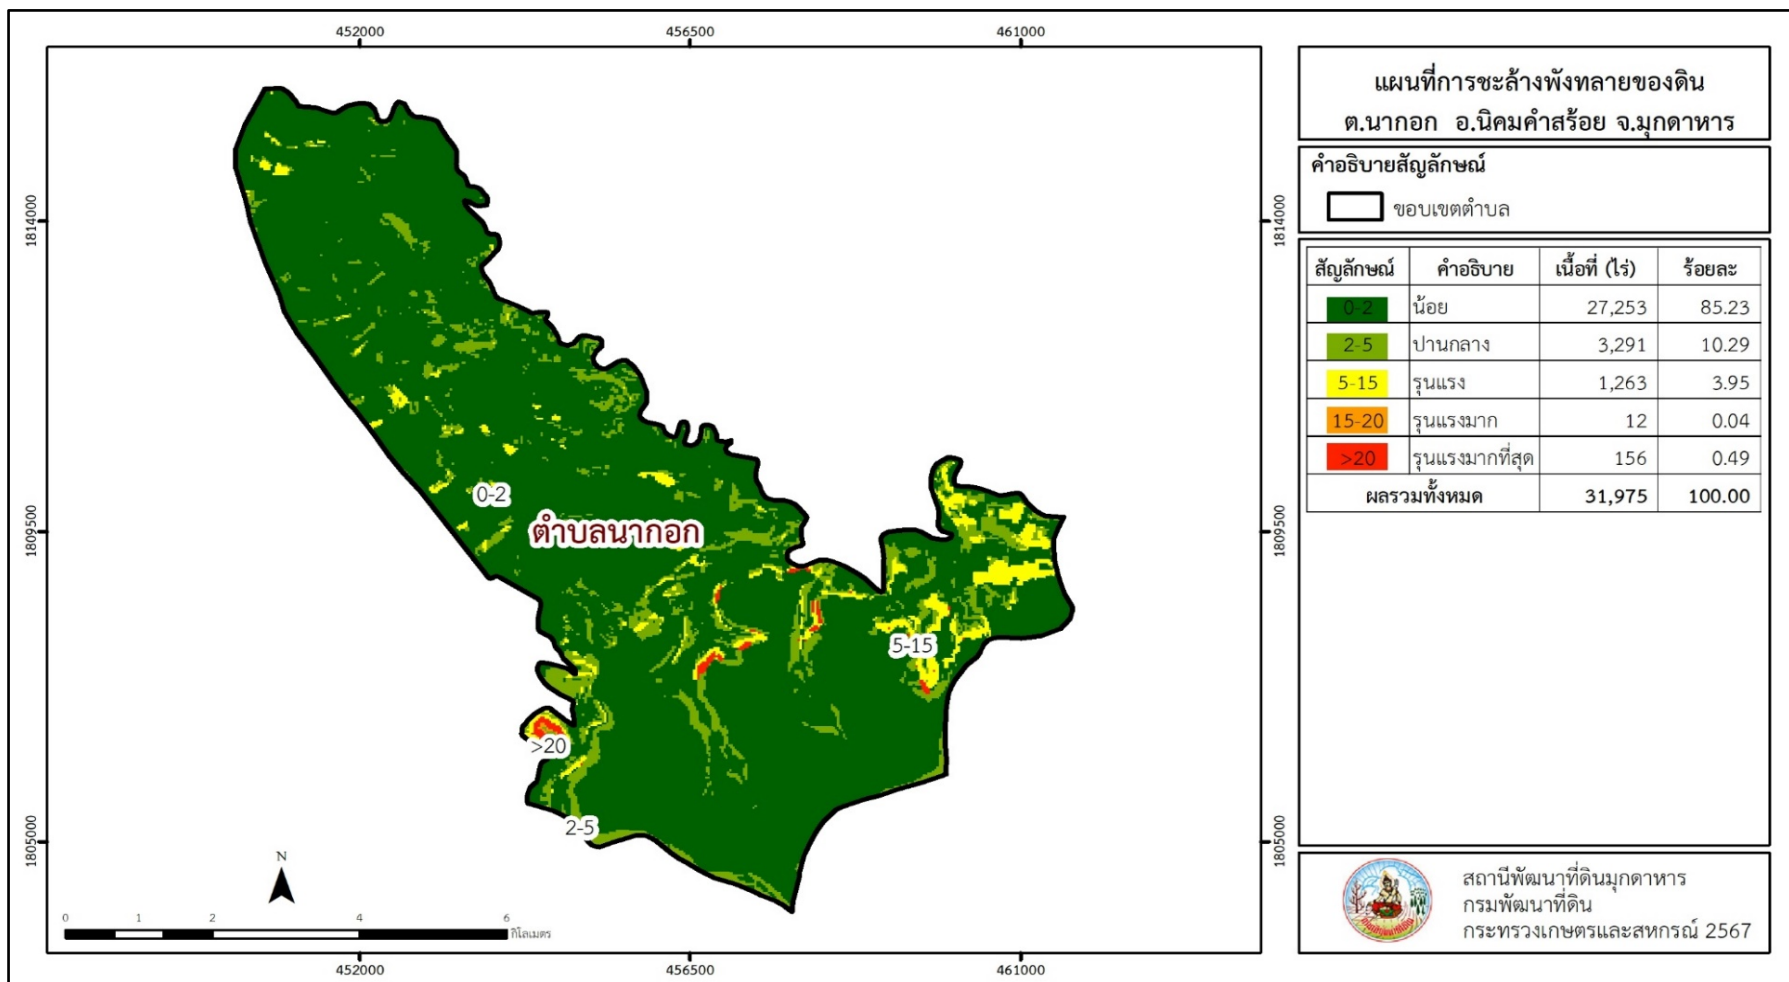 452000 456500 461000
แผนที่การชะล้างพังทลายของดิน
ต.นากอก อ.นิคมคำสร้อย จ.มุกดาหาร
คำอธิบายสัญลักษณ์
ขอบเขตตำบล
สัญลักษณ์ คำอธิบาย เนื้อที่ (ไร่) ร้อยละ
0-2 น้อย 27,253 85.23
2-5 ปานกลาง 3,291 10.29
5-15 รุนแรง 1,263 3.95
15-20 รุนแรงมาก 12 0.04
>20 รุนแรงมากที่สุด 156 0.49
ผลรวมทั้งหมด 31,975 100.00
1814000 1814000
0-2
ตำบลนากอก
1809500 1809500
5-15
>20
2-5
1805000 1805000
N
0 1 2 4 6
กิโลเมตร
452000 456500 461000
สถานีพัฒนาที่ดินมุกดาหาร
กรมพัฒนาที่ดิน
กระทรวงเกษตรและสหกรณ์ 2567